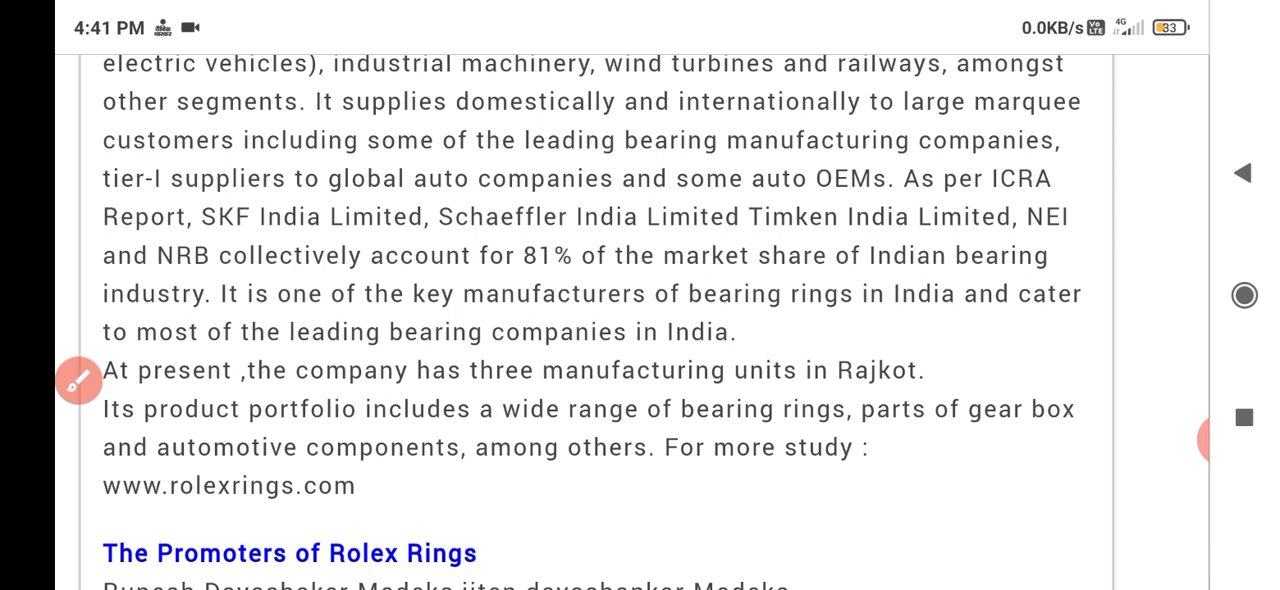 4:41 PM
0.0KB/s Vo LTE 4G 33
electric vehicles), industrial machinery, wind turbines and railways, amongst
other segments. It supplies domestically and internationally to large marquee
customers including some of the leading bearing manufacturing companies,
tier-I suppliers to global auto companies and some auto OEMs. As per ICRA
Report, SKF India Limited, Schaeffler India Limited Timken India Limited, NEI
and NRB collectively account for 81% of the market share of Indian bearing
industry. It is one of the key manufacturers of bearing rings in India and cater
to most of the leading bearing companies in India.
At present ,the company has three manufacturing units in Rajkot.
Its product portfolio includes a wide range of bearing rings, parts of gear box
and automotive components, among others. For more study :
www.rolexrings.com
The Promoters of Rolex Rings